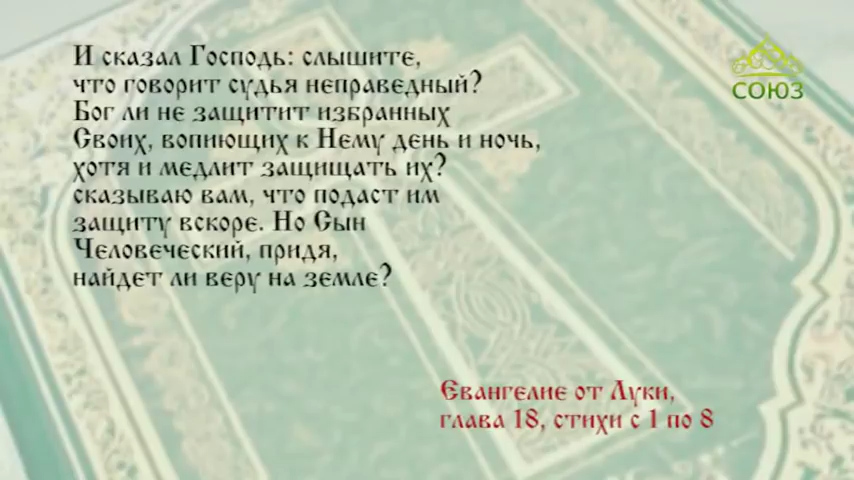 И сказал Господь: слышите,
что говорит судья неправедный?
Бог ли не защитит избранных
Своих, вопиющих к Нему день и ночь,
хотя и медлит защищать их?
сказываю вам, что подаст им
защиту вскоре. Но Сын
Человеческий, придя,
найдет ли веру на земле?
СОЮЗ
Евангелие от Луки,
глава 18, стихи с 1 по 8